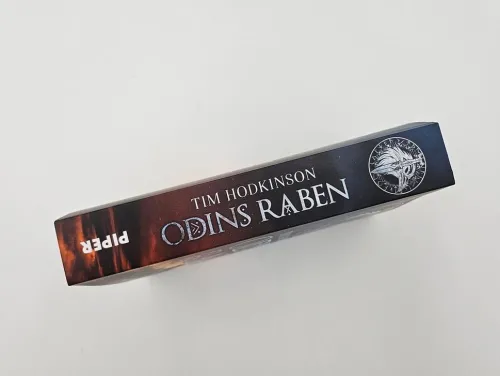 TIM HODKINSON
ODINS RABEN
PIPER